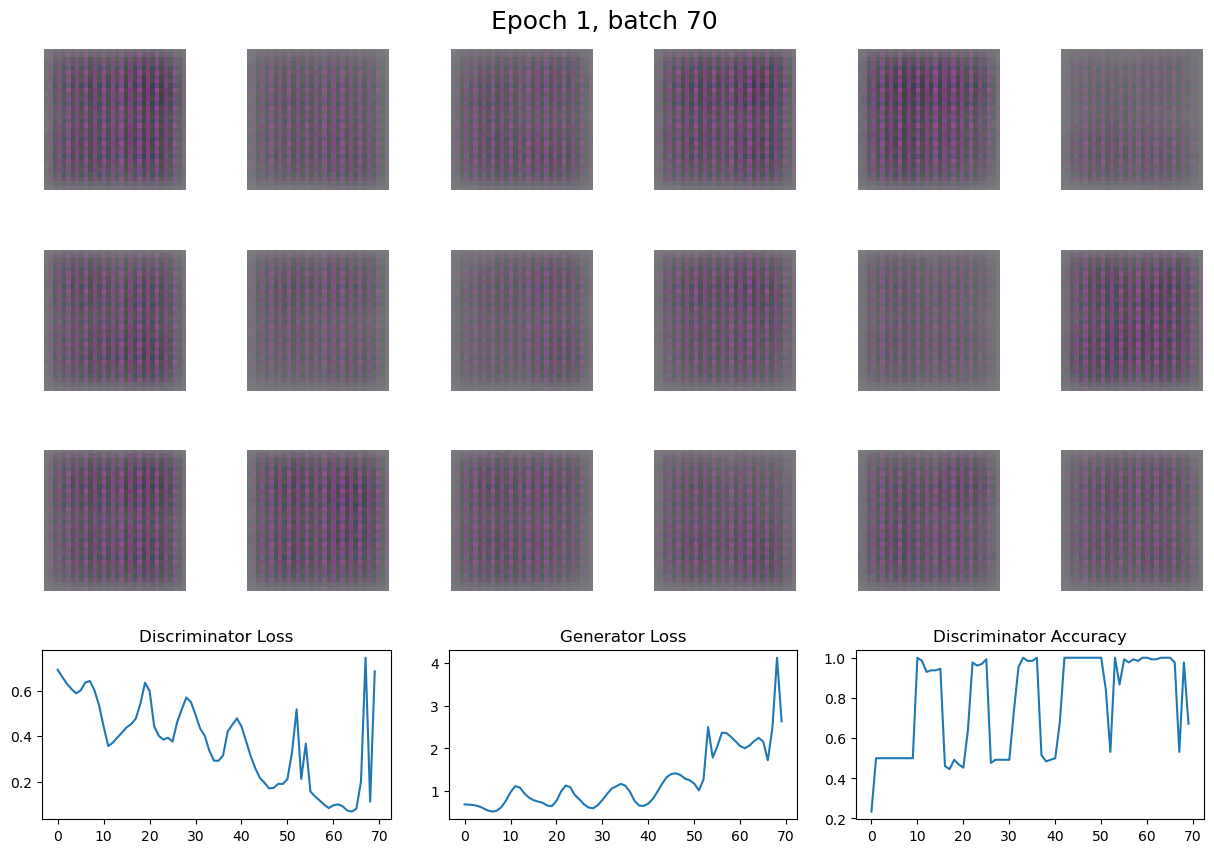 Epoch 1, batch 70
Discriminator Loss
Generator Loss
Discriminator Accuracy
0.6
0.4
0.2
0 10 20 30 40 50 60 70
4
3
2
1
0 10 20 30 40 50 60 70
1.0
0.8
0.6
0.4
0.2
0 10 20 30 40 50 60 70